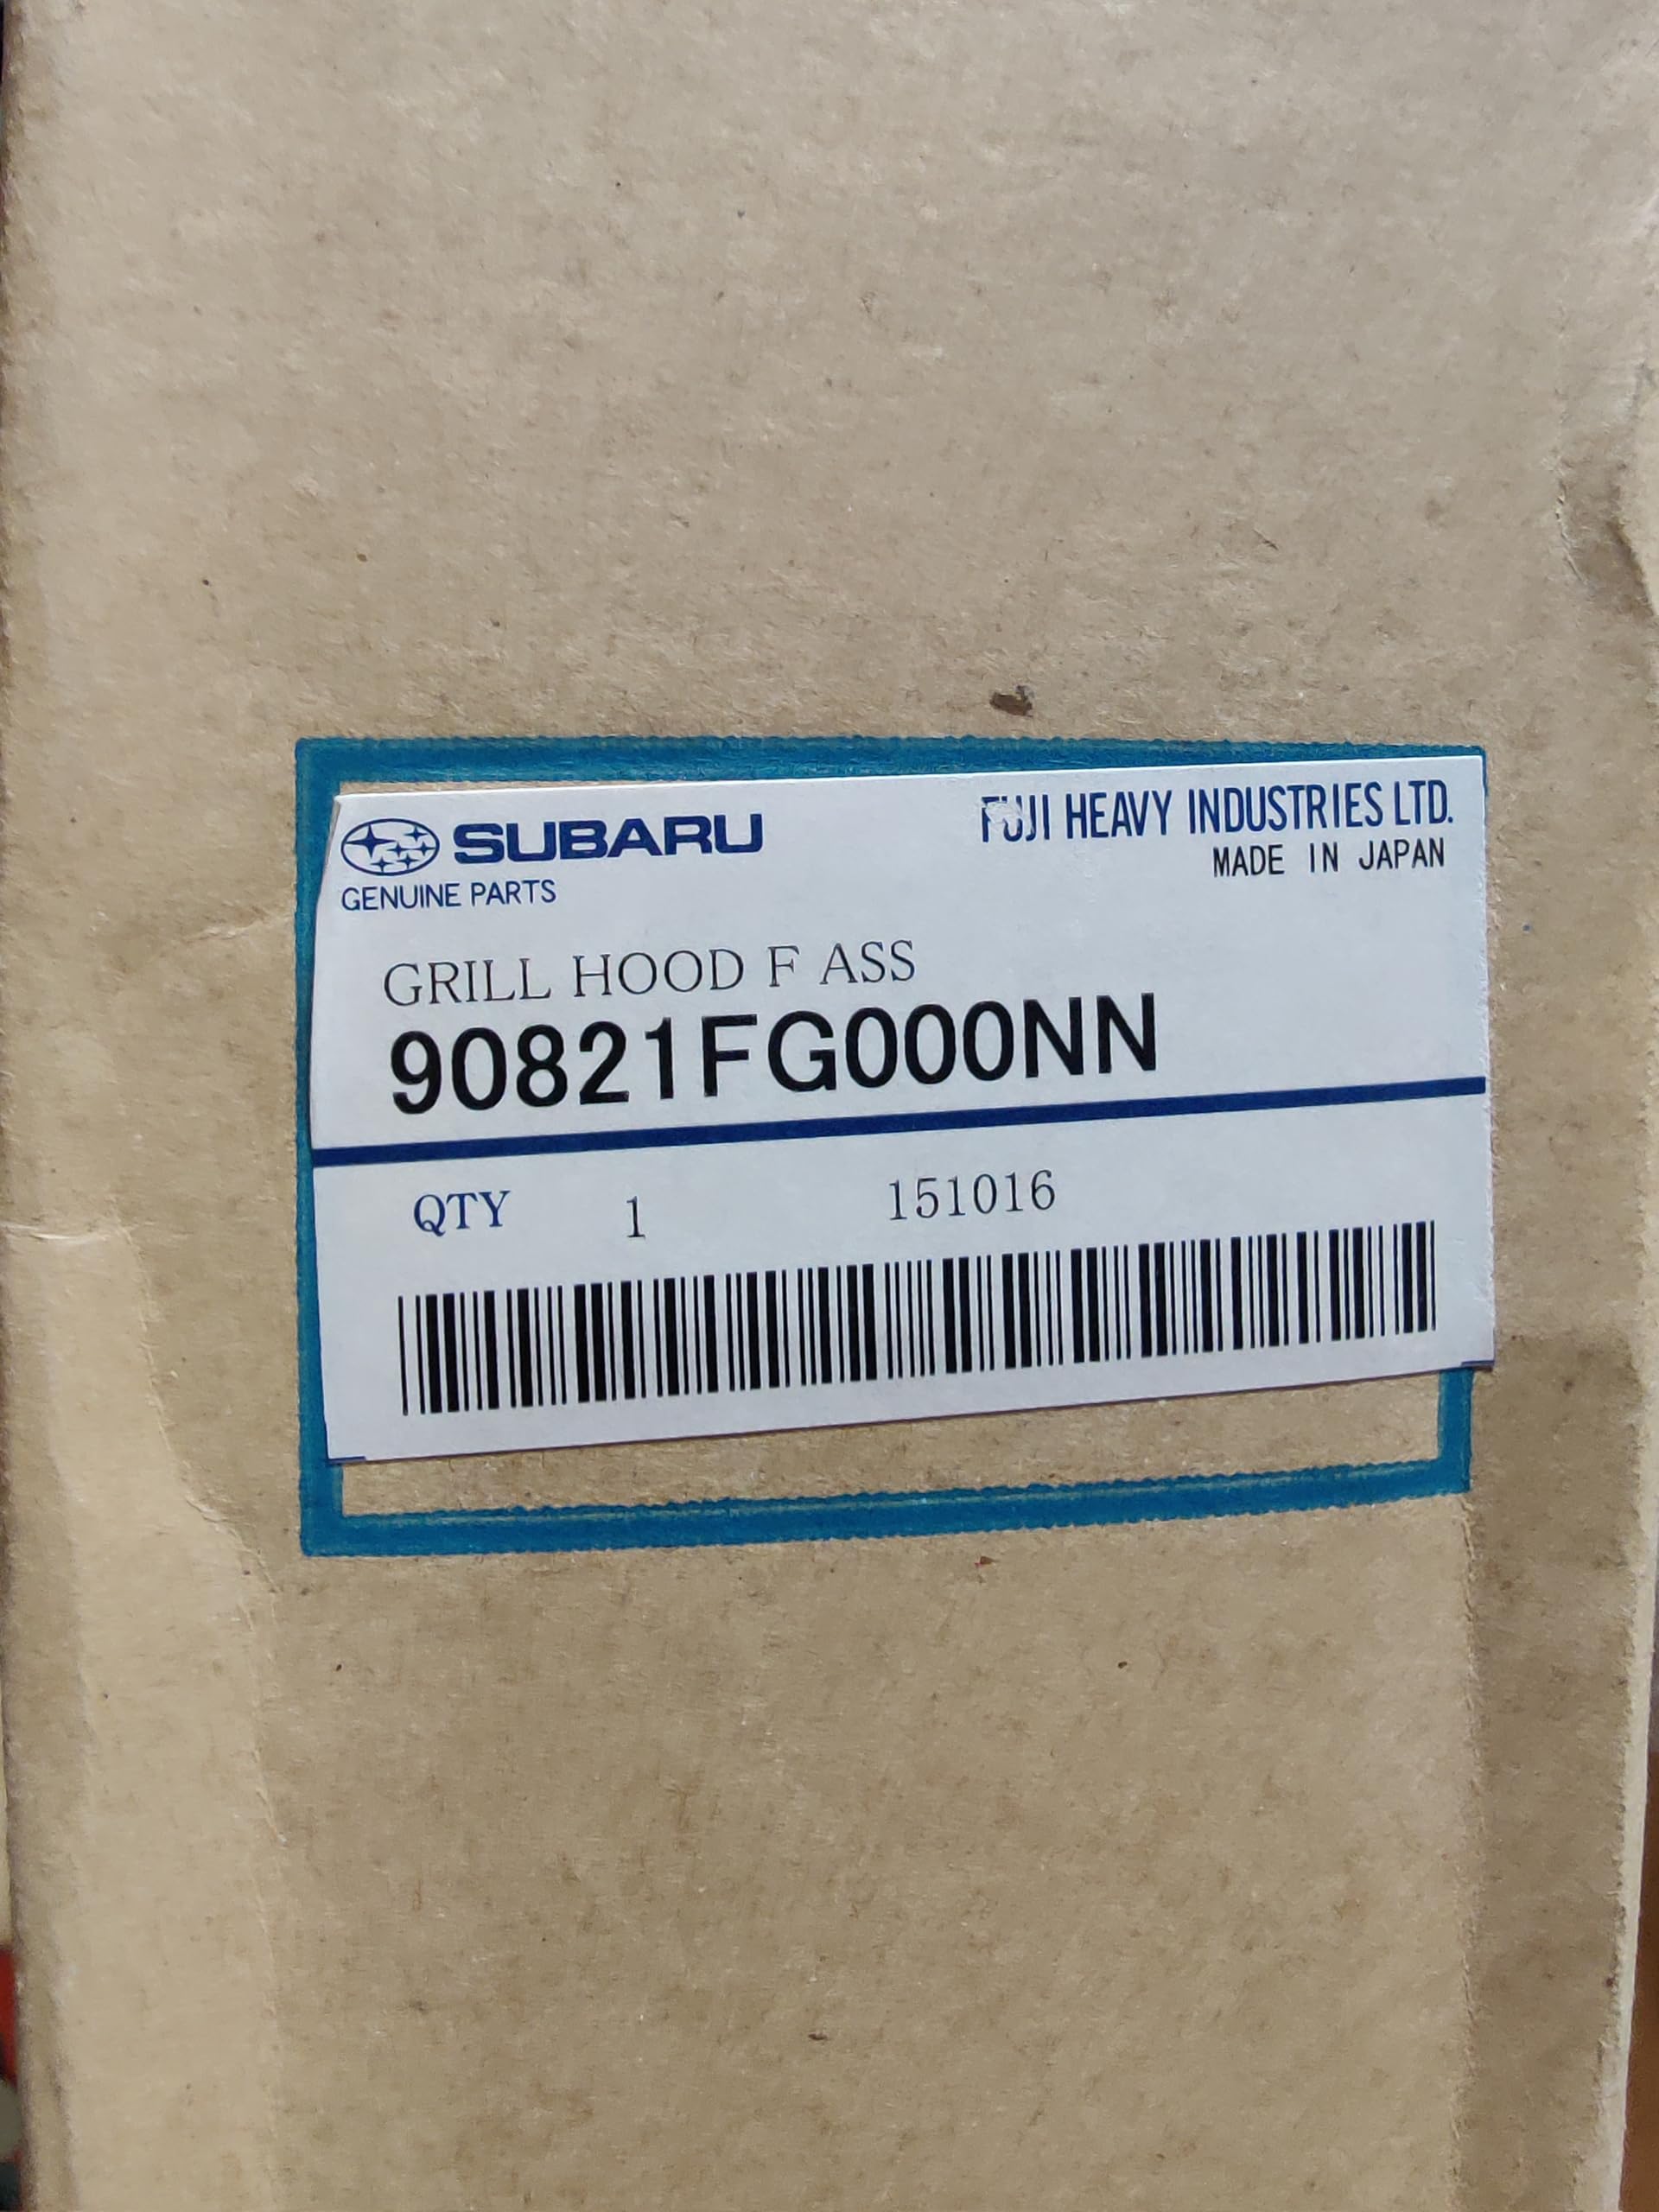 SUBARU
GENUINE PARTS
FUJI HEAVY INDUSTRIES LTD.
MADE IN JAPAN
GRILL HOOD F ASS
90821FG000NN
QTY 1 151016